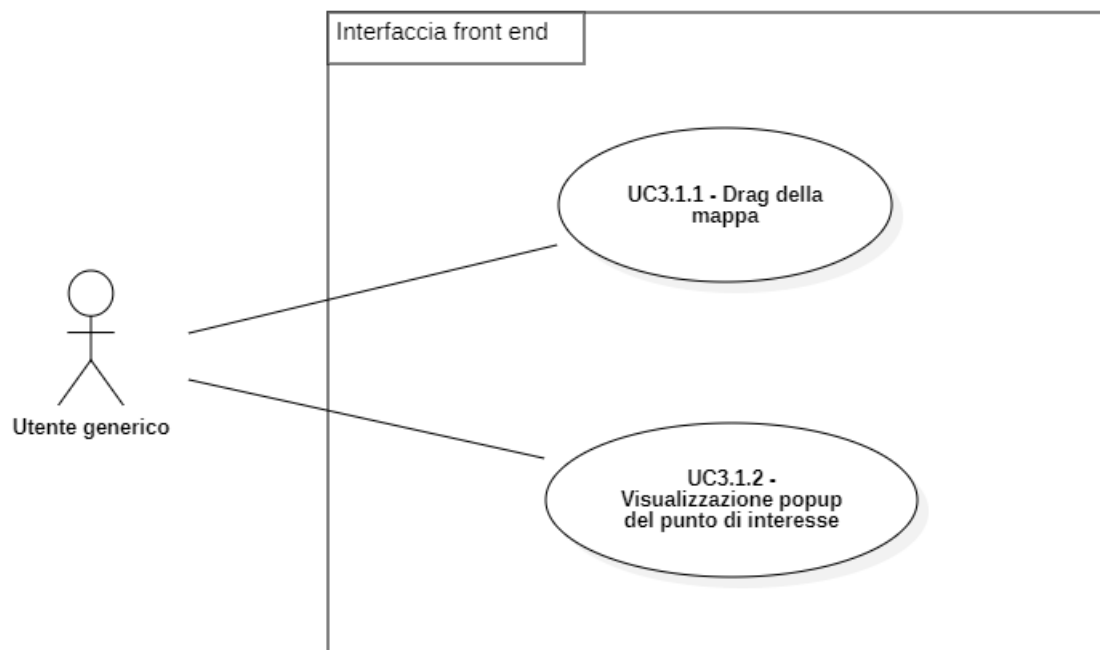 Interfaccia front end
UC3.1.1 - Drag della
mappa
Utente generico
UC3.1.2 -
Visualizzazione popup
del punto di interesse